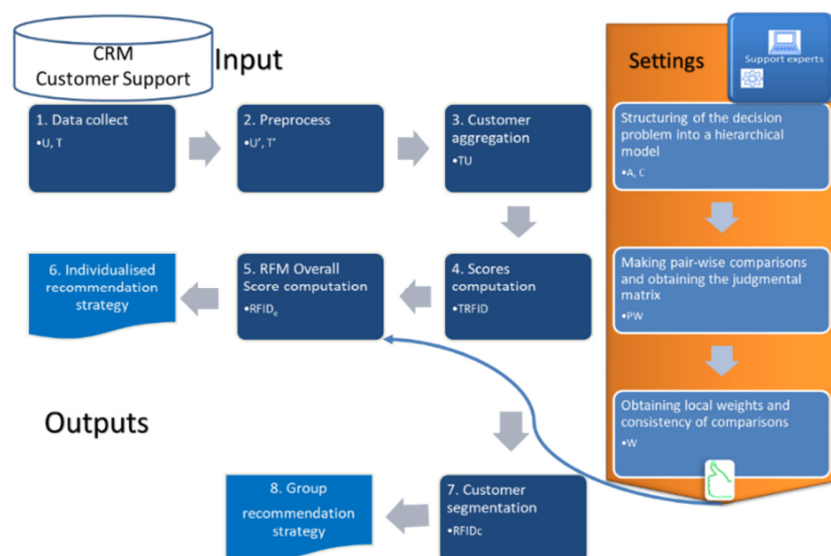 CRM
Customer Support
Input
1. Data collect
•U, T
2. Preprocess
•U', T'
3. Customer
aggregation
•TU
6. Individualised
recommendation
strategy
5. RFM Overall
Score computation
•RFIDe
4. Scores
computation
•TRFID
Outputs
8. Group
recommendation
strategy
7. Customer
segmentation
•RFIDc
Settings
Support experts
Structuring of the decision
problem into a hierarchical
model
•A, C
Making pair-wise comparisons
and obtaining the judgmental
matrix
•PW
Obtaining local weights and
consistency of comparisons
•W